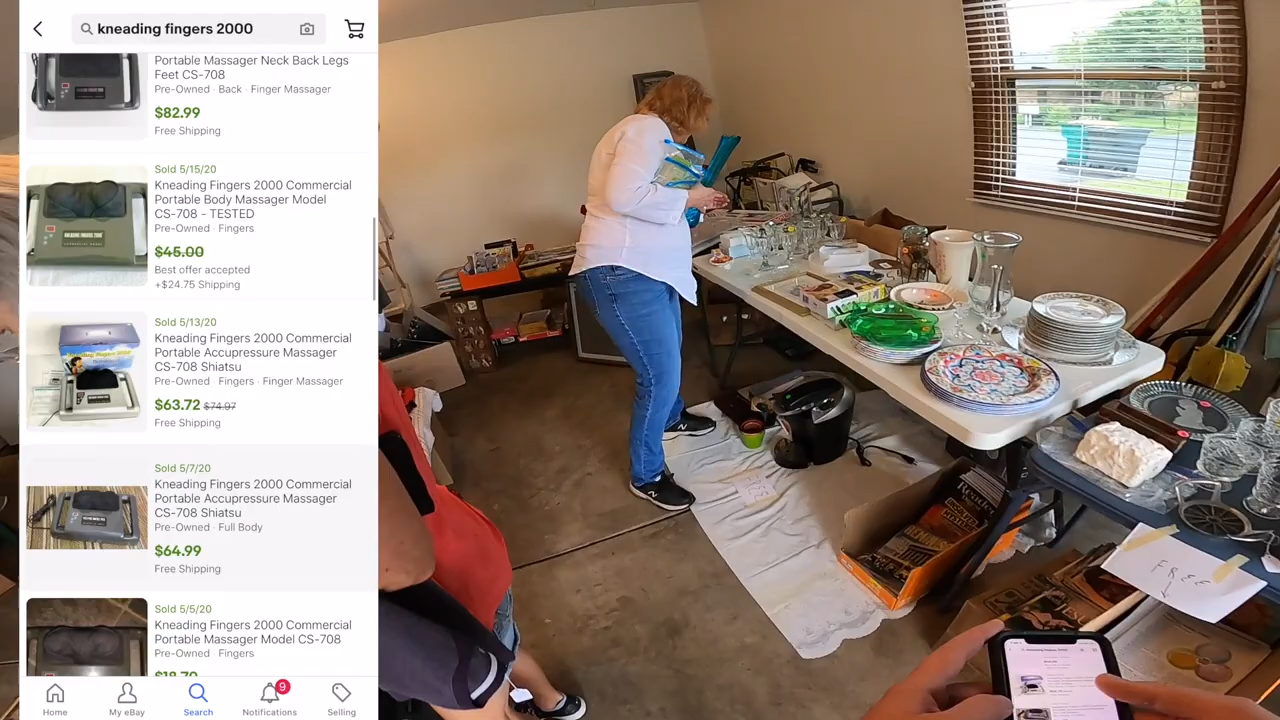 kneading fingers 2000
Portable Massager Neck Back Legs
Feet CS-708
Pre-Owned · Back · Finger Massager
$82.99
Free Shipping
Sold 5/15/20
Kneading Fingers 2000 Commercial
Portable Body Massager Model
CS-708 - TESTED
Pre-Owned · Fingers
$45.00
Best offer accepted
+$24.75 Shipping
Sold 5/13/20
Kneading Fingers 2000 Commercial
Portable Accupressure Massager
CS-708 Shiatsu
Pre-Owned · Fingers · Finger Massager
$63.72 $74.97
Free Shipping
Sold 5/7/20
Kneading Fingers 2000 Commercial
Portable Accupressure Massager
CS-708 Shiatsu
Pre-Owned · Full Body
$64.99
Free Shipping
Sold 5/5/20
Kneading Fingers 2000 Commercial
Portable Massager Model CS-708
Pre-Owned · Fingers
Home
My eBay
Search
9
Notifications
Selling
FREE
kneading fingers 2000